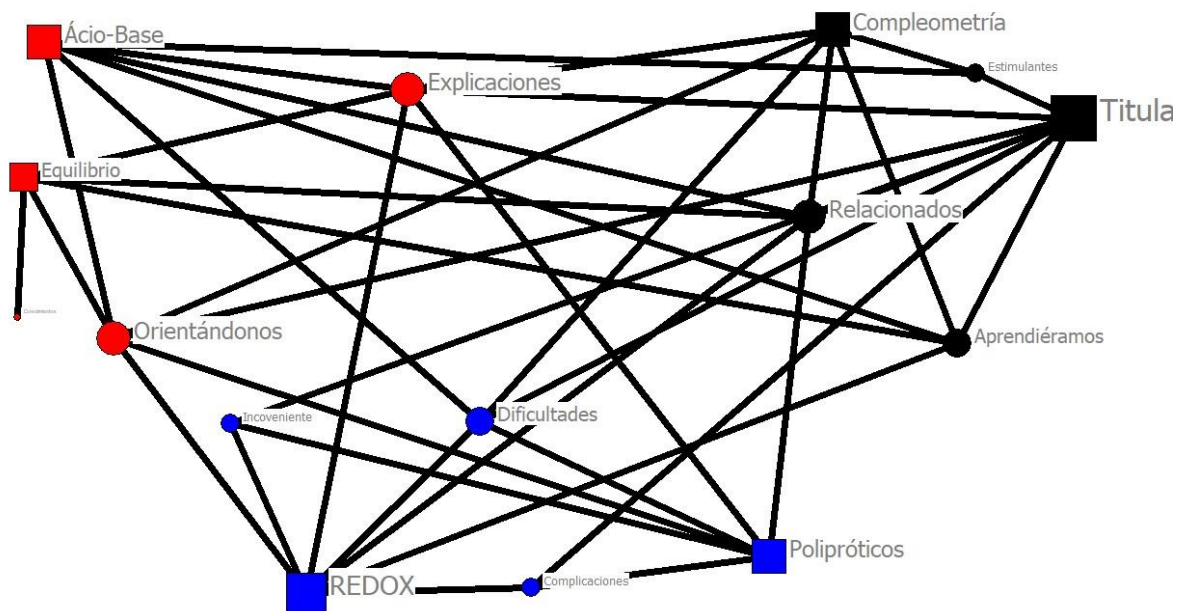 Compleometría
Ácio-Base
Estimulantes
Explicaciones
Titula
Equilibrio
Relacionados
Orientándonos
Aprendiéramos
Incoveniente
Dificultades
Polipróticos
REDOX
Complicaciones